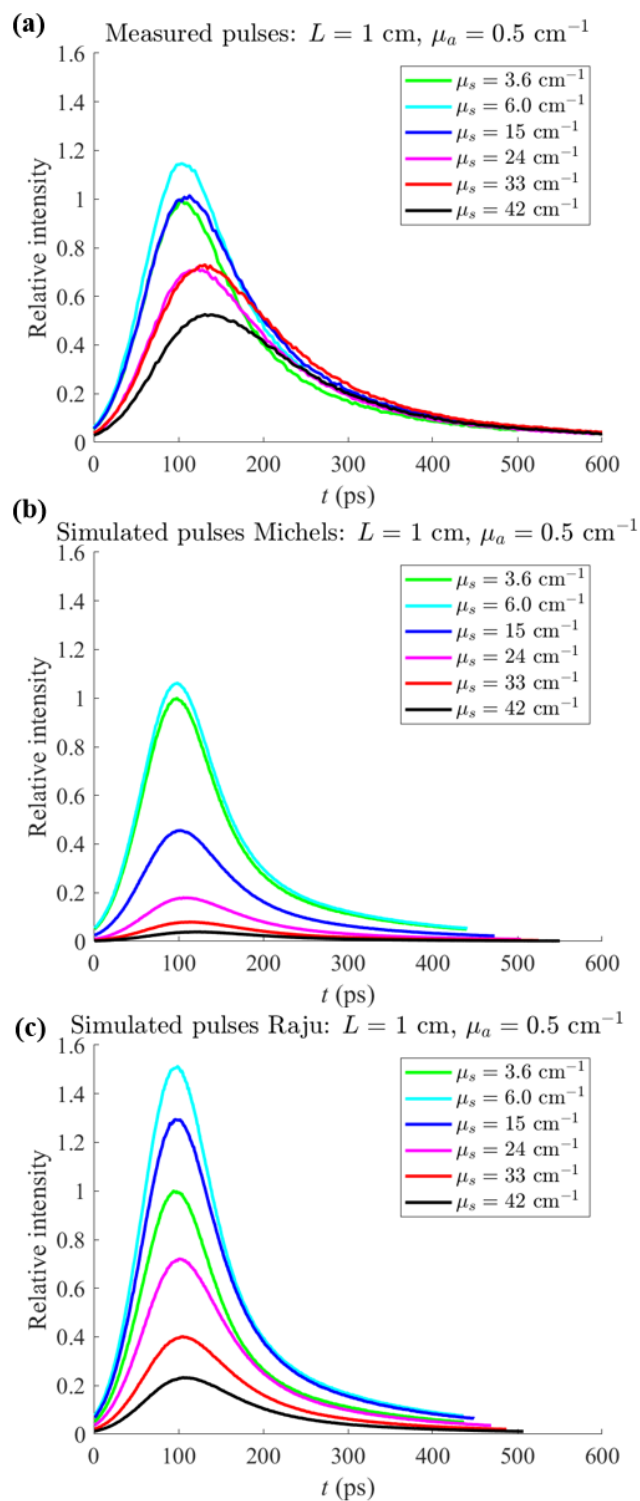 (a)
Measured pulses: L = 1 cm, μa = 0.5 cm−1
1.6
1.4
1.2
1
0.8
0.6
0.4
0.2
0
Relative intensity
μs = 3.6 cm−1
μs = 6.0 cm−1
μs = 15 cm−1
μs = 24 cm−1
μs = 33 cm−1
μs = 42 cm−1
0 100 200 300 400 500 600
t (ps)
(b)
Simulated pulses Michels: L = 1 cm, μa = 0.5 cm−1
1.6
1.4
1.2
1
0.8
0.6
0.4
0.2
0
Relative intensity
μs = 3.6 cm−1
μs = 6.0 cm−1
μs = 15 cm−1
μs = 24 cm−1
μs = 33 cm−1
μs = 42 cm−1
0 100 200 300 400 500 600
t (ps)
(c)
Simulated pulses Raju: L = 1 cm, μa = 0.5 cm−1
1.6
1.4
1.2
1
0.8
0.6
0.4
0.2
0
Relative intensity
μs = 3.6 cm−1
μs = 6.0 cm−1
μs = 15 cm−1
μs = 24 cm−1
μs = 33 cm−1
μs = 42 cm−1
0 100 200 300 400 500 600
t (ps)